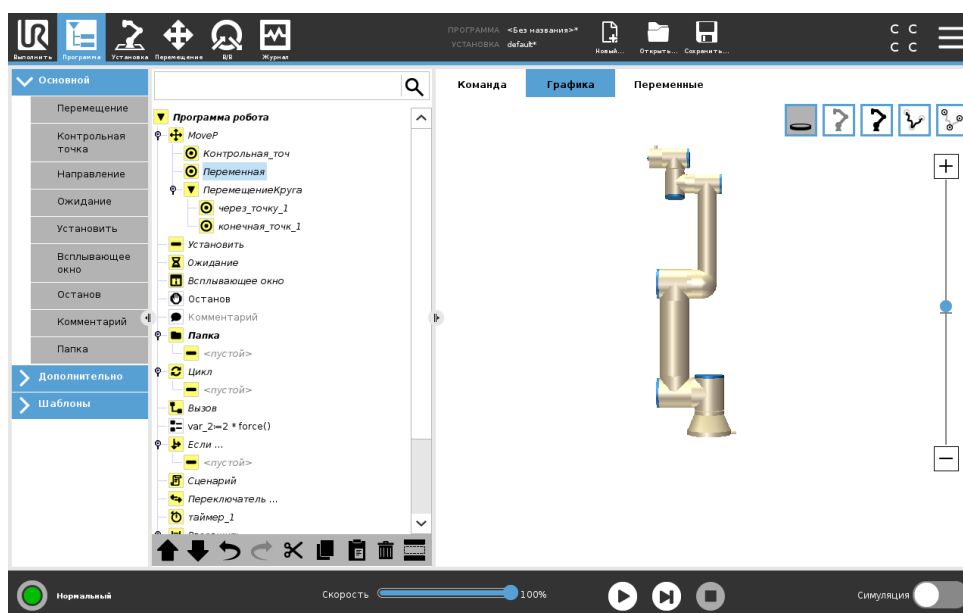 UR
Выполнить
Программа
Установка
Перемещение
В/В
Журнал
ПРОГРАММА <Без названия>*
УСТАНОВКА default*
Новый...
Открыть...
Сохранить...
C C
C C
Основной
Перемещение
Контрольная
точка
Направление
Ожидание
Установить
Всплывающее
окно
Останов
Комментарий
Папка
Дополнительно
Шаблоны
Программа робота
MoveP
Контрольная_точ
Переменная
ПеремещениеКруга
через_точку_1
конечная_точк_1
Установить
Ожидание
Всплывающее окно
Останов
Комментарий
Папка
<пустой>
Цикл
<пустой>
Вызов
var_2≔2 * force()
Если ...
<пустой>
Сценарий
Переключатель ...
таймер_1
Команда
Графика
Переменные
Нормальный
Скорость
100%
Симуляция